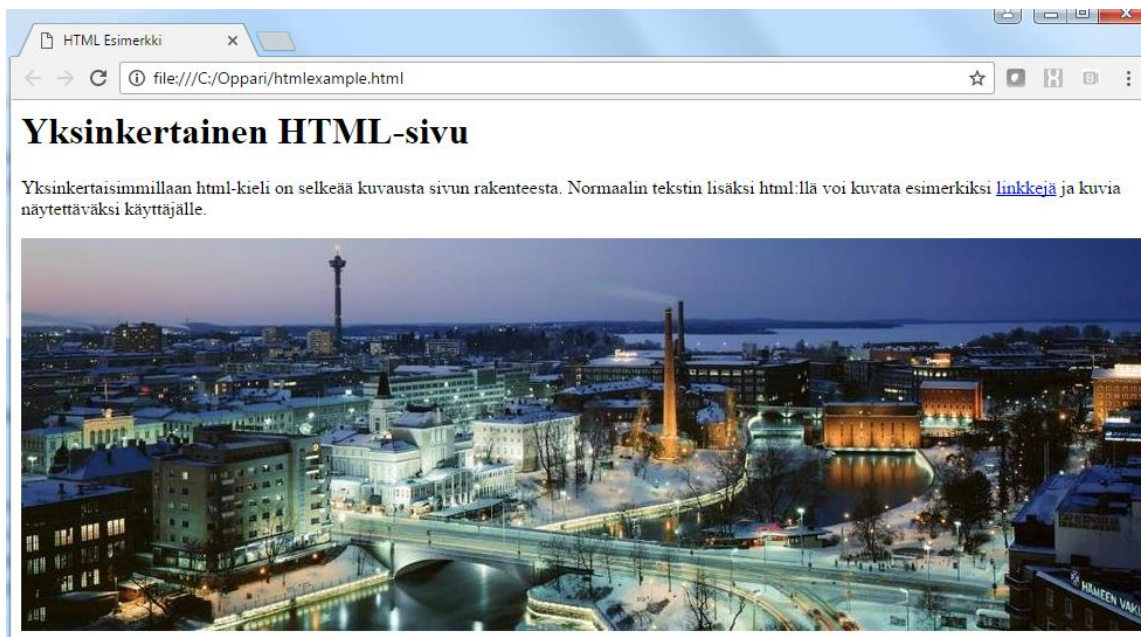 HTML Esimerkki
file:///C:/Oppari/htmlexample.html
Yksinkertainen HTML-sivu
Yksinkertaisimmillaan html-kieli on selkeää kuvausta sivun rakenteesta. Normaalin tekstin lisäksi html:llä voi kuvata esimerkiksi linkkejä ja kuvia
näytettäväksi käyttäjälle.
HÄMEEN VAK